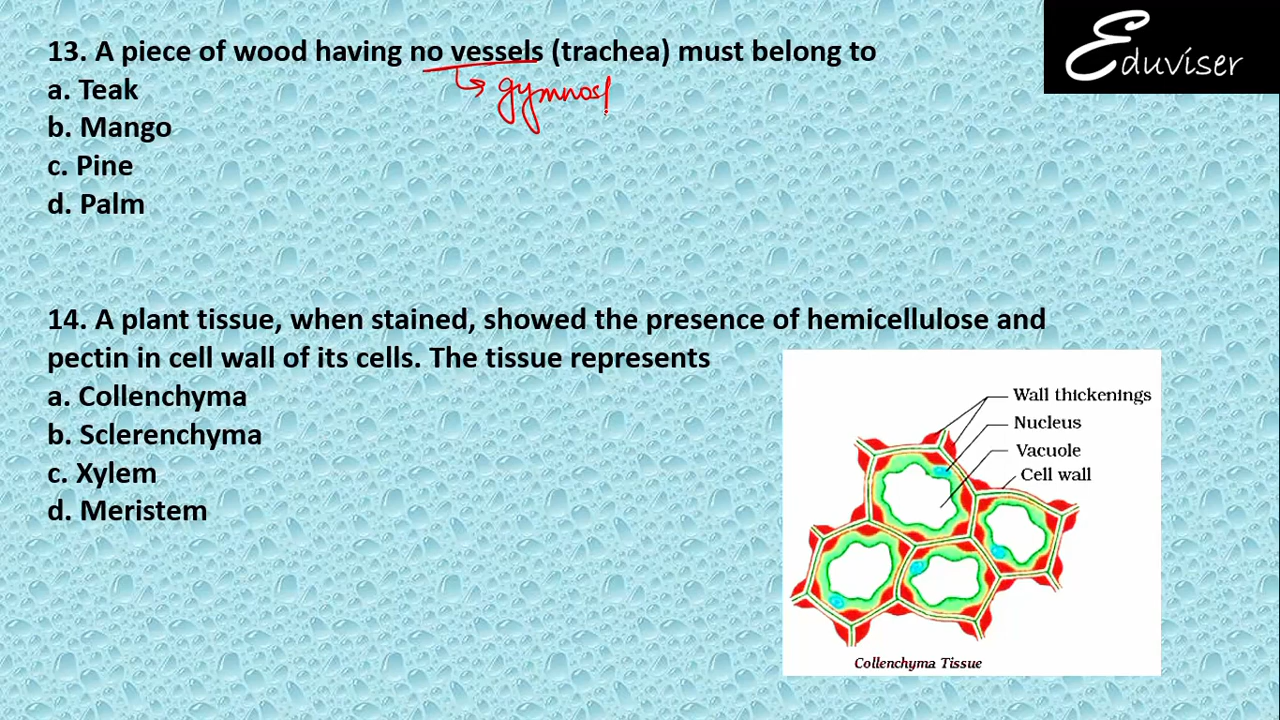 Eduviser
13. A piece of wood having no vessels (trachea) must belong to
gymnosp
a. Teak
b. Mango
c. Pine
d. Palm
14. A plant tissue, when stained, showed the presence of hemicellulose and
pectin in cell wall of its cells. The tissue represents
a. Collenchyma
b. Sclerenchyma
c. Xylem
d. Meristem
Wall thickenings
Nucleus
Vacuole
Cell wall
Collenchyma Tissue